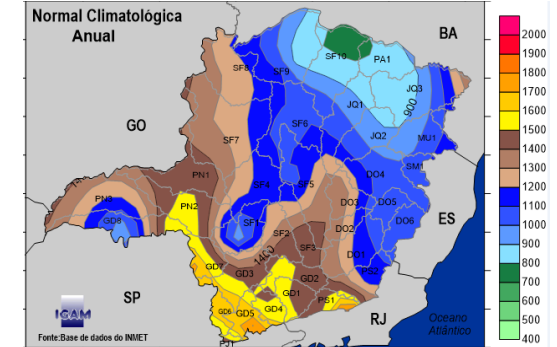 Normal Climatológica
Anual
BA
GO
ES
SP
RJ
Oceano
Atlântico
SF10
PA1
SF8
SF9
JQ3
JQ1
900
SF6
JQ2
MU1
SF7
SM1
PN1
SF4
SF5
DO4
PN3
PN2
DO3
DO5
GD8
SF
SF2
DO2
DO6
SF3
1400
DO1
GD7
GD3
PS2
GD2
GD1
PS1
GD6
GD5
GD4
PJ1
IGAM
Fonte:Base de dados do INMET
2000
1900
1800
1700
1600
1500
1400
1300
1200
1100
1000
900
800
700
600
500
400